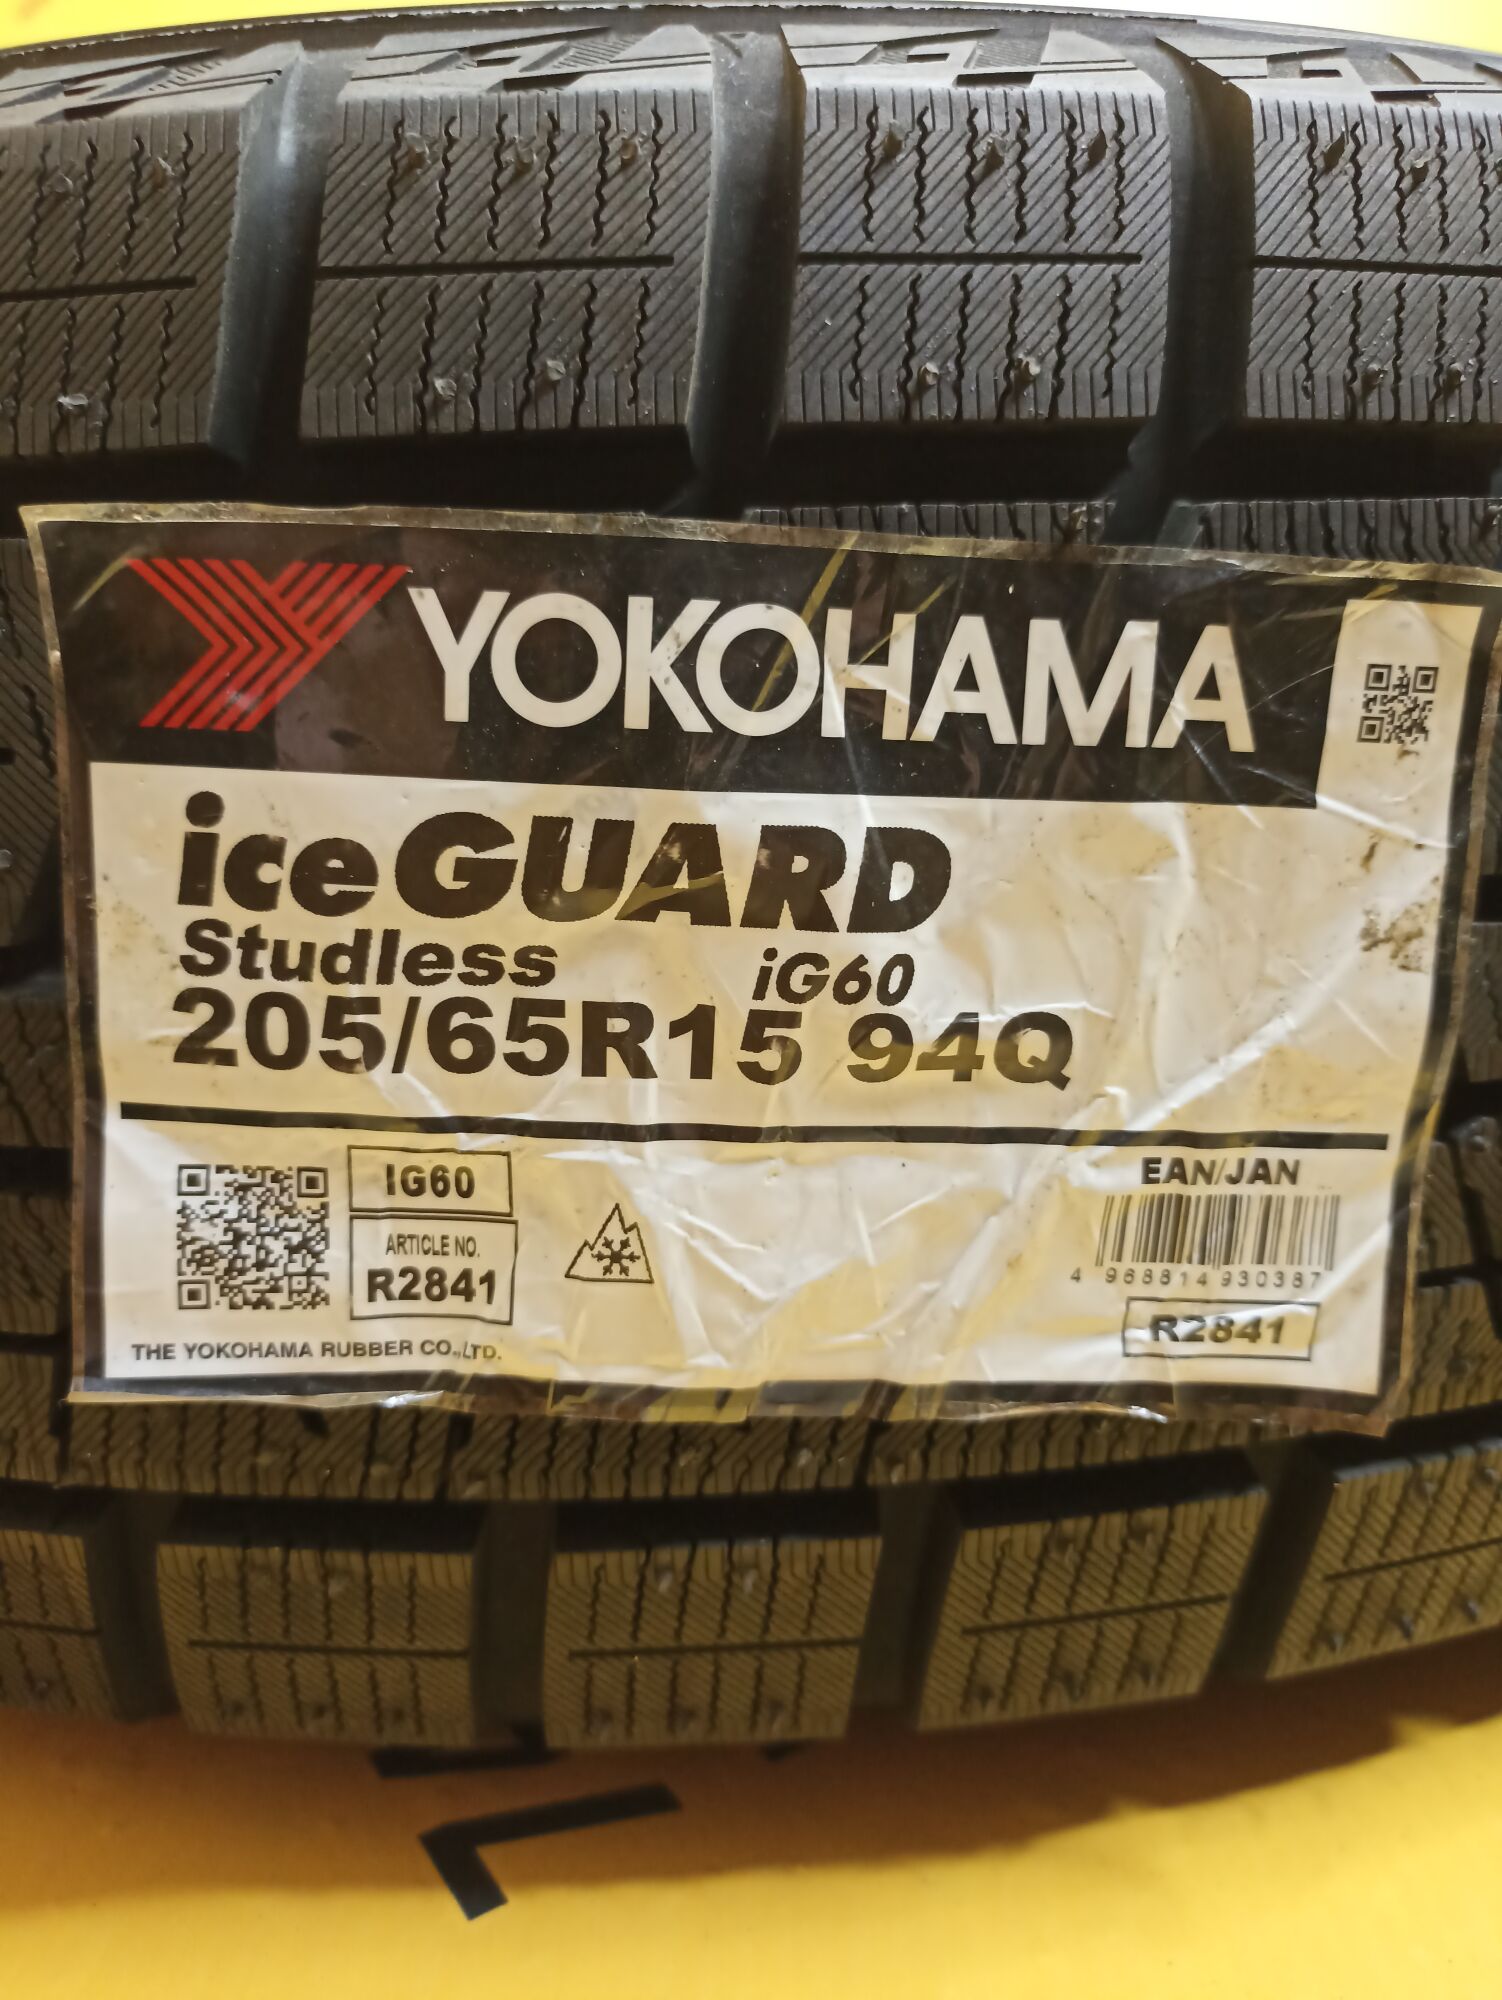 YOKOHAMA
iceGUARD
Studless iG60
205/65R15 94Q
IG60
ARTICLE NO.
R2841
THE YOKOHAMA RUBBER CO.,LTD.
EAN/JAN
4 968814 930387
R2841